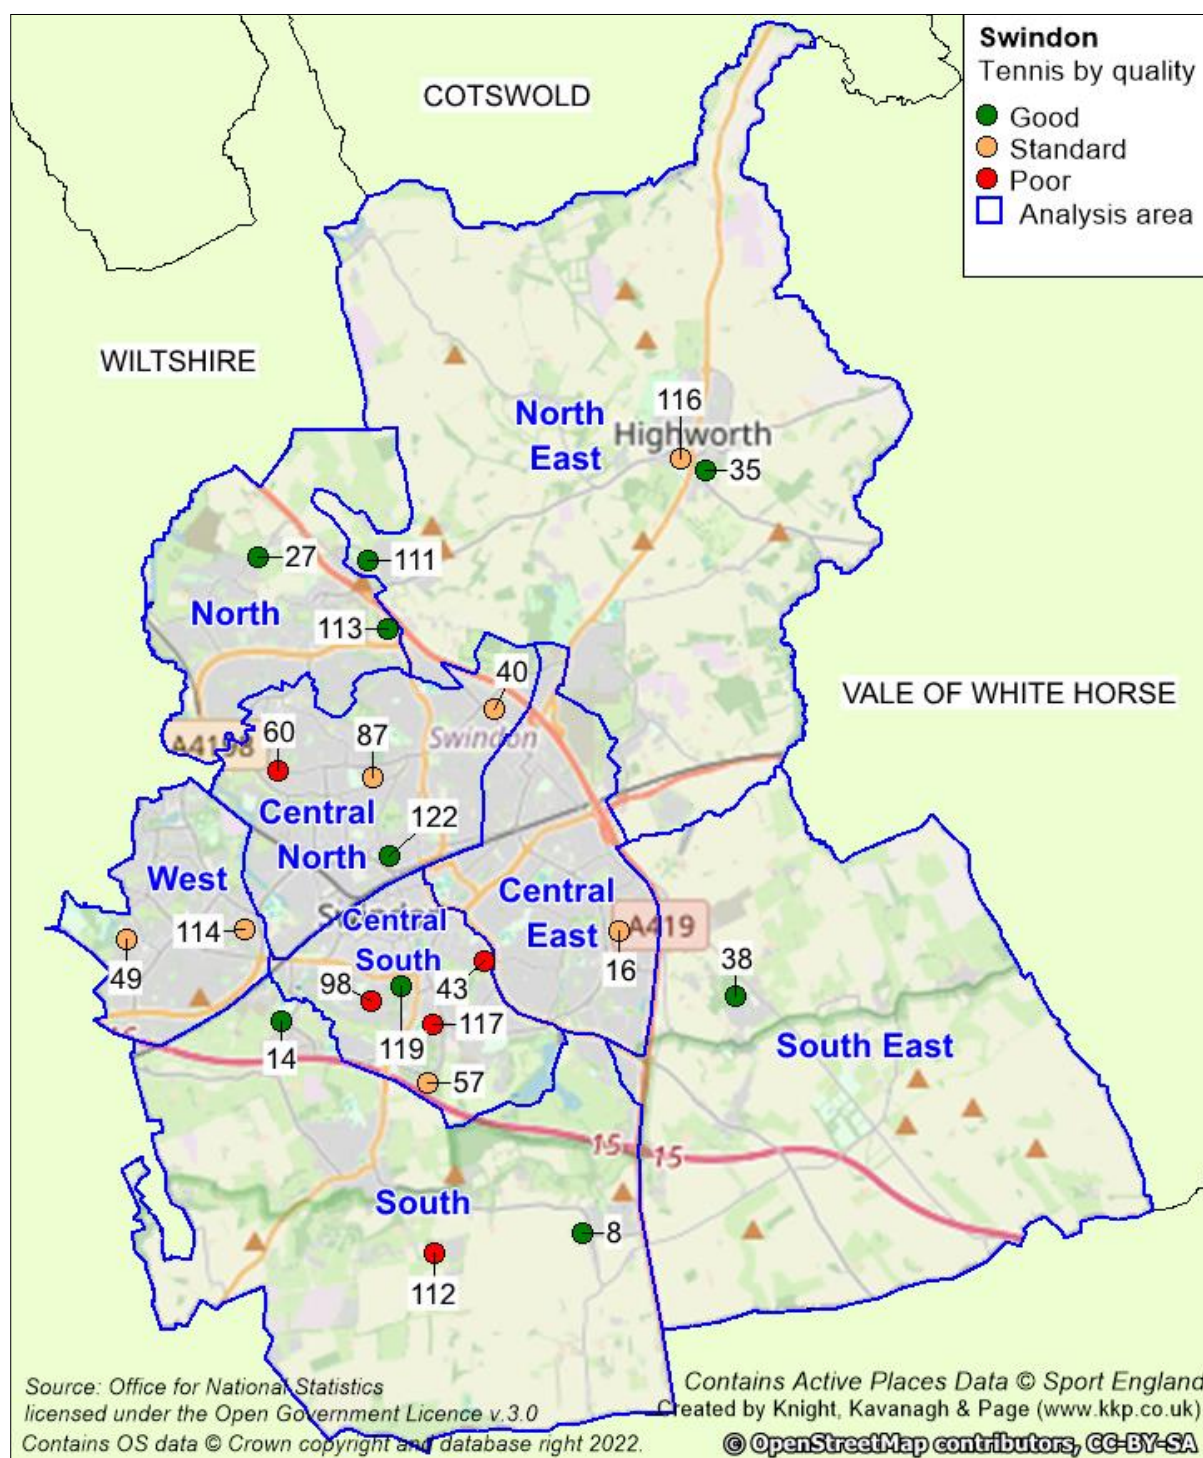 Swindon
Tennis by quality
Good
Standard
Poor
Analysis area
COTSWOLD
WILTSHIRE
116
North
East
Highworth
35
27
111
North
113
40
VALE OF WHITE HORSE
Swindon
A4198
60
87
Central
North
122
West
Central
East
Central
South
114
A419
49
16
98
43
38
117
119
14
South East
57
15
15
South
8
112
Source: Office for National Statistics
licensed under the Open Government Licence v.3.0
Contains OS data © Crown copyright and database right 2022.
Contains Active Places Data © Sport England
Created by Knight, Kavanagh & Page (www.kkp.co.uk)
© OpenStreetMap contributors, CC-BY-SA